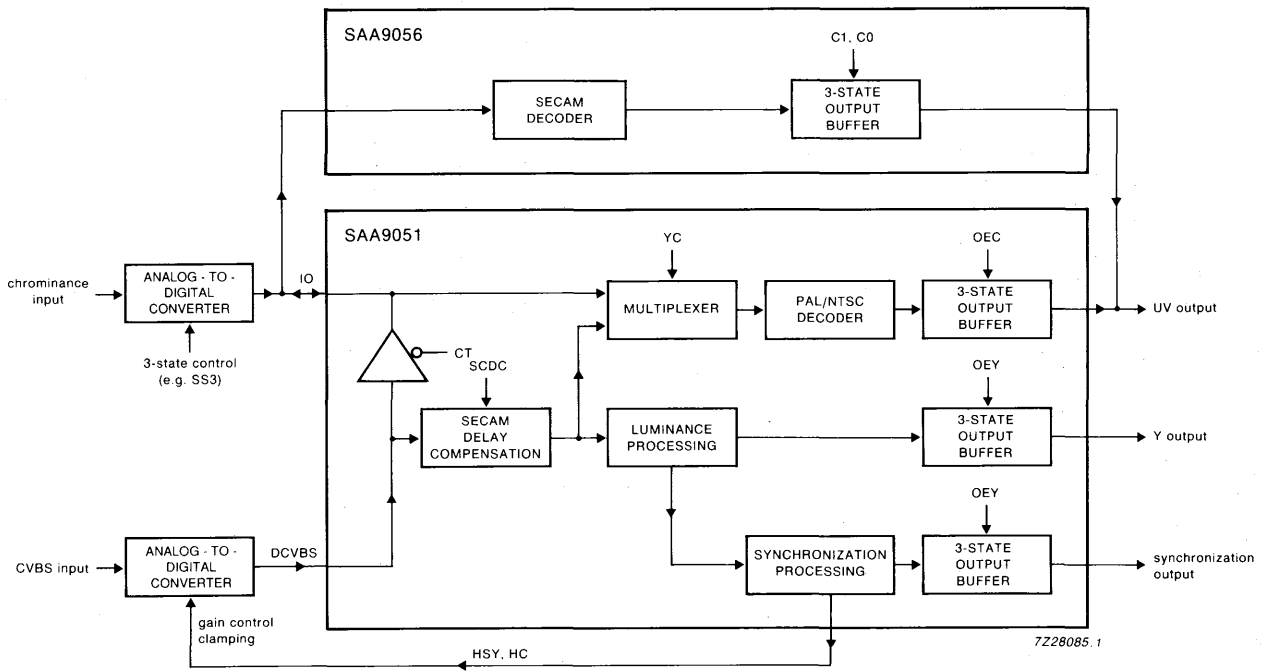 SAA9056
C1, C0
SECAM
DECODER
3-STATE
OUTPUT
BUFFER
SAA9051
YC
OEC
chrominance
input
ANALOG - TO -
DIGITAL
CONVERTER
IO
MULTIPLEXER
PAL/NTSC
DECODER
3-STATE
OUTPUT
BUFFER
UV output
3-state control
(e.g. SS3)
CT
SCDC
OEY
SECAM
DELAY
COMPENSATION
LUMINANCE
PROCESSING
3-STATE
OUTPUT
BUFFER
Y output
OEY
CVBS input
ANALOG - TO -
DIGITAL
CONVERTER
DCVBS
SYNCHRONIZATION
PROCESSING
3-STATE
OUTPUT
BUFFER
synchronization
output
gain control
clamping
HSY, HC
7Z28085.1